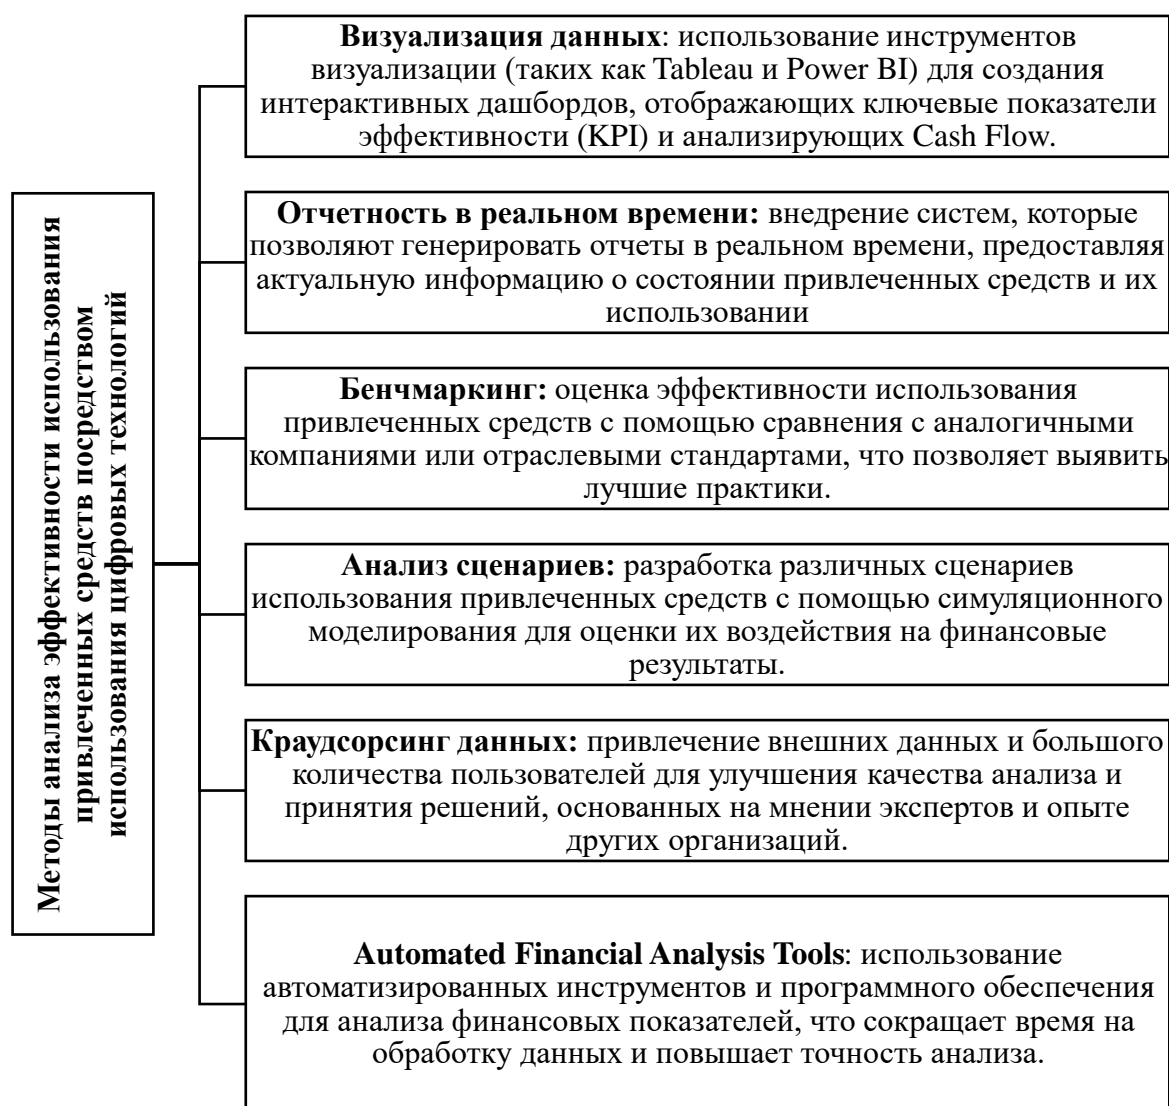 Методы анализа эффективности использования
привлеченных средств посредством
использования цифровых технологий
Визуализация данных: использование инструментов
визуализации (таких как Tableau и Power BI) для создания
интерактивных дашбордов, отображающих ключевые показатели
эффективности (KPI) и анализирующих Cash Flow.
Отчетность в реальном времени: внедрение систем, которые
позволяют генерировать отчеты в реальном времени, предоставляя
актуальную информацию о состоянии привлеченных средств и их
использовании
Бенчмаркинг: оценка эффективности использования
привлеченных средств с помощью сравнения с аналогичными
компаниями или отраслевыми стандартами, что позволяет выявить
лучшие практики.
Анализ сценариев: разработка различных сценариев
использования привлеченных средств с помощью симуляционного
моделирования для оценки их воздействия на финансовые
результаты.
Краудсорсинг данных: привлечение внешних данных и большого
количества пользователей для улучшения качества анализа и
принятия решений, основанных на мнении экспертов и опыте
других организаций.
Automated Financial Analysis Tools: использование
автоматизированных инструментов и программного обеспечения
для анализа финансовых показателей, что сокращает время на
обработку данных и повышает точность анализа.